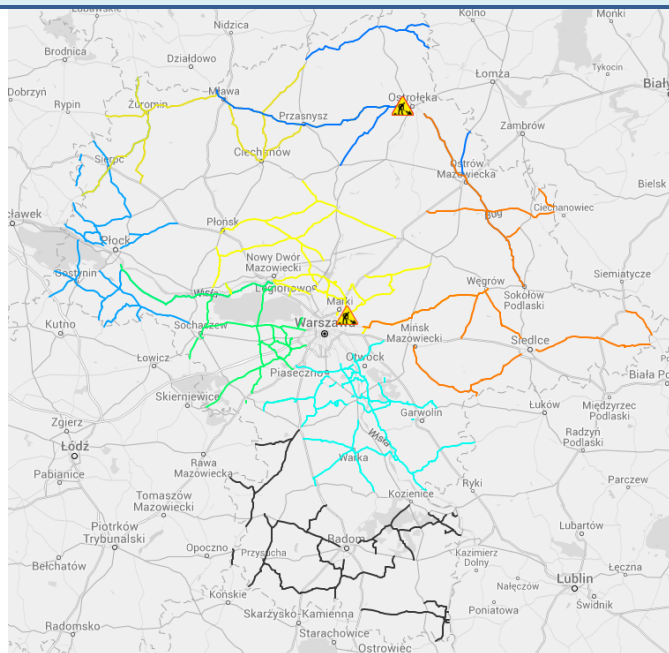 Lubawskie
Nidzica
Kolno
Mońki
Brodnica
Działdowo
Łomża
Tykocin
Dobrzyń
Rypin
Żuromin
Mława
Ostrołęka
Biały
Przasnysz
Zambrów
Sierpc
Ciechanów
Ostrów
Mazowiecka
Bielsk
Ciechanowiec
cławek
Płońsk
Bóg
Płock
Nowy Dwór
Mazowiecki
Gostynin
Wisła
Legionowo
Węgrów
Siemiatycze
Sokołów
Podlaski
Marki
Kutno
Sochaczew
Warszawa
Mińsk
Mazowiecki
Siedlce
Łowicz
Otwock
Piaseczno
Biała Po
Skierniewice
Garwolin
Łuków
Międzyrzec
Podlaski
Zgierz
Łódź
Wisła
Radzyń
Podlaski
Pabianice
Rawa
Mazowiecka
Warka
Ryki
Parczew
Tomaszów
Mazowiecki
Kozienice
Piotrków
Trybunalski
Lubartów
Opoczno
Przysucha
Radom
Bełchatów
Kazimierz
Dolny
Łęczna
Lublin
Nałęczów
Końskie
Świdnik
Poniatowa
Skarżysko-Kamienna
Radomsko
Starachowice
Ostrowiec